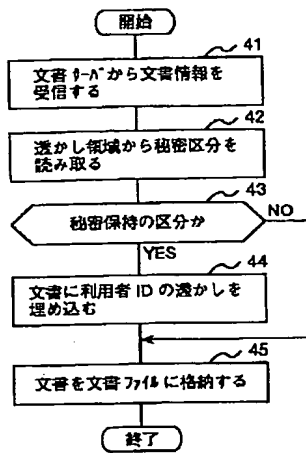 開始
41
文書ｻｰﾊﾞから文書情報を
受信する
42
透かし領域から秘密区分を
読み取る
43
秘密保持の区分か
NO
YES
44
文書に利用者 ID の透かしを
埋め込む
45
文書を文書ﾌｧｲﾙに格納する
終了